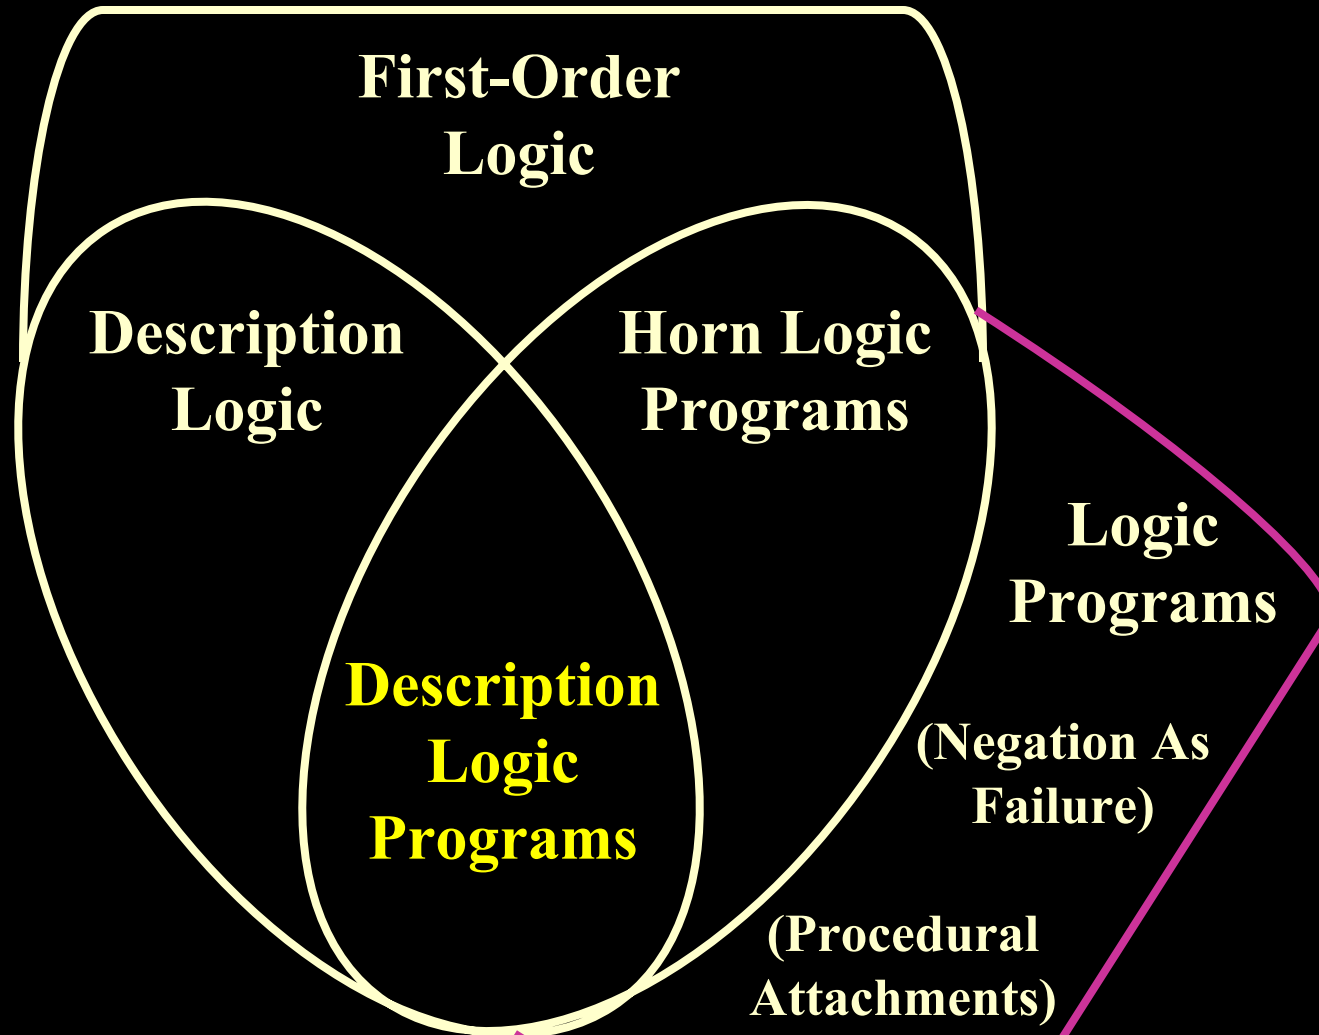 First-Order
Logic
Description
Logic
Horn Logic
Programs
Logic
Programs
Description
Logic
Programs
(Negation As
Failure)
(Procedural
Attachments)